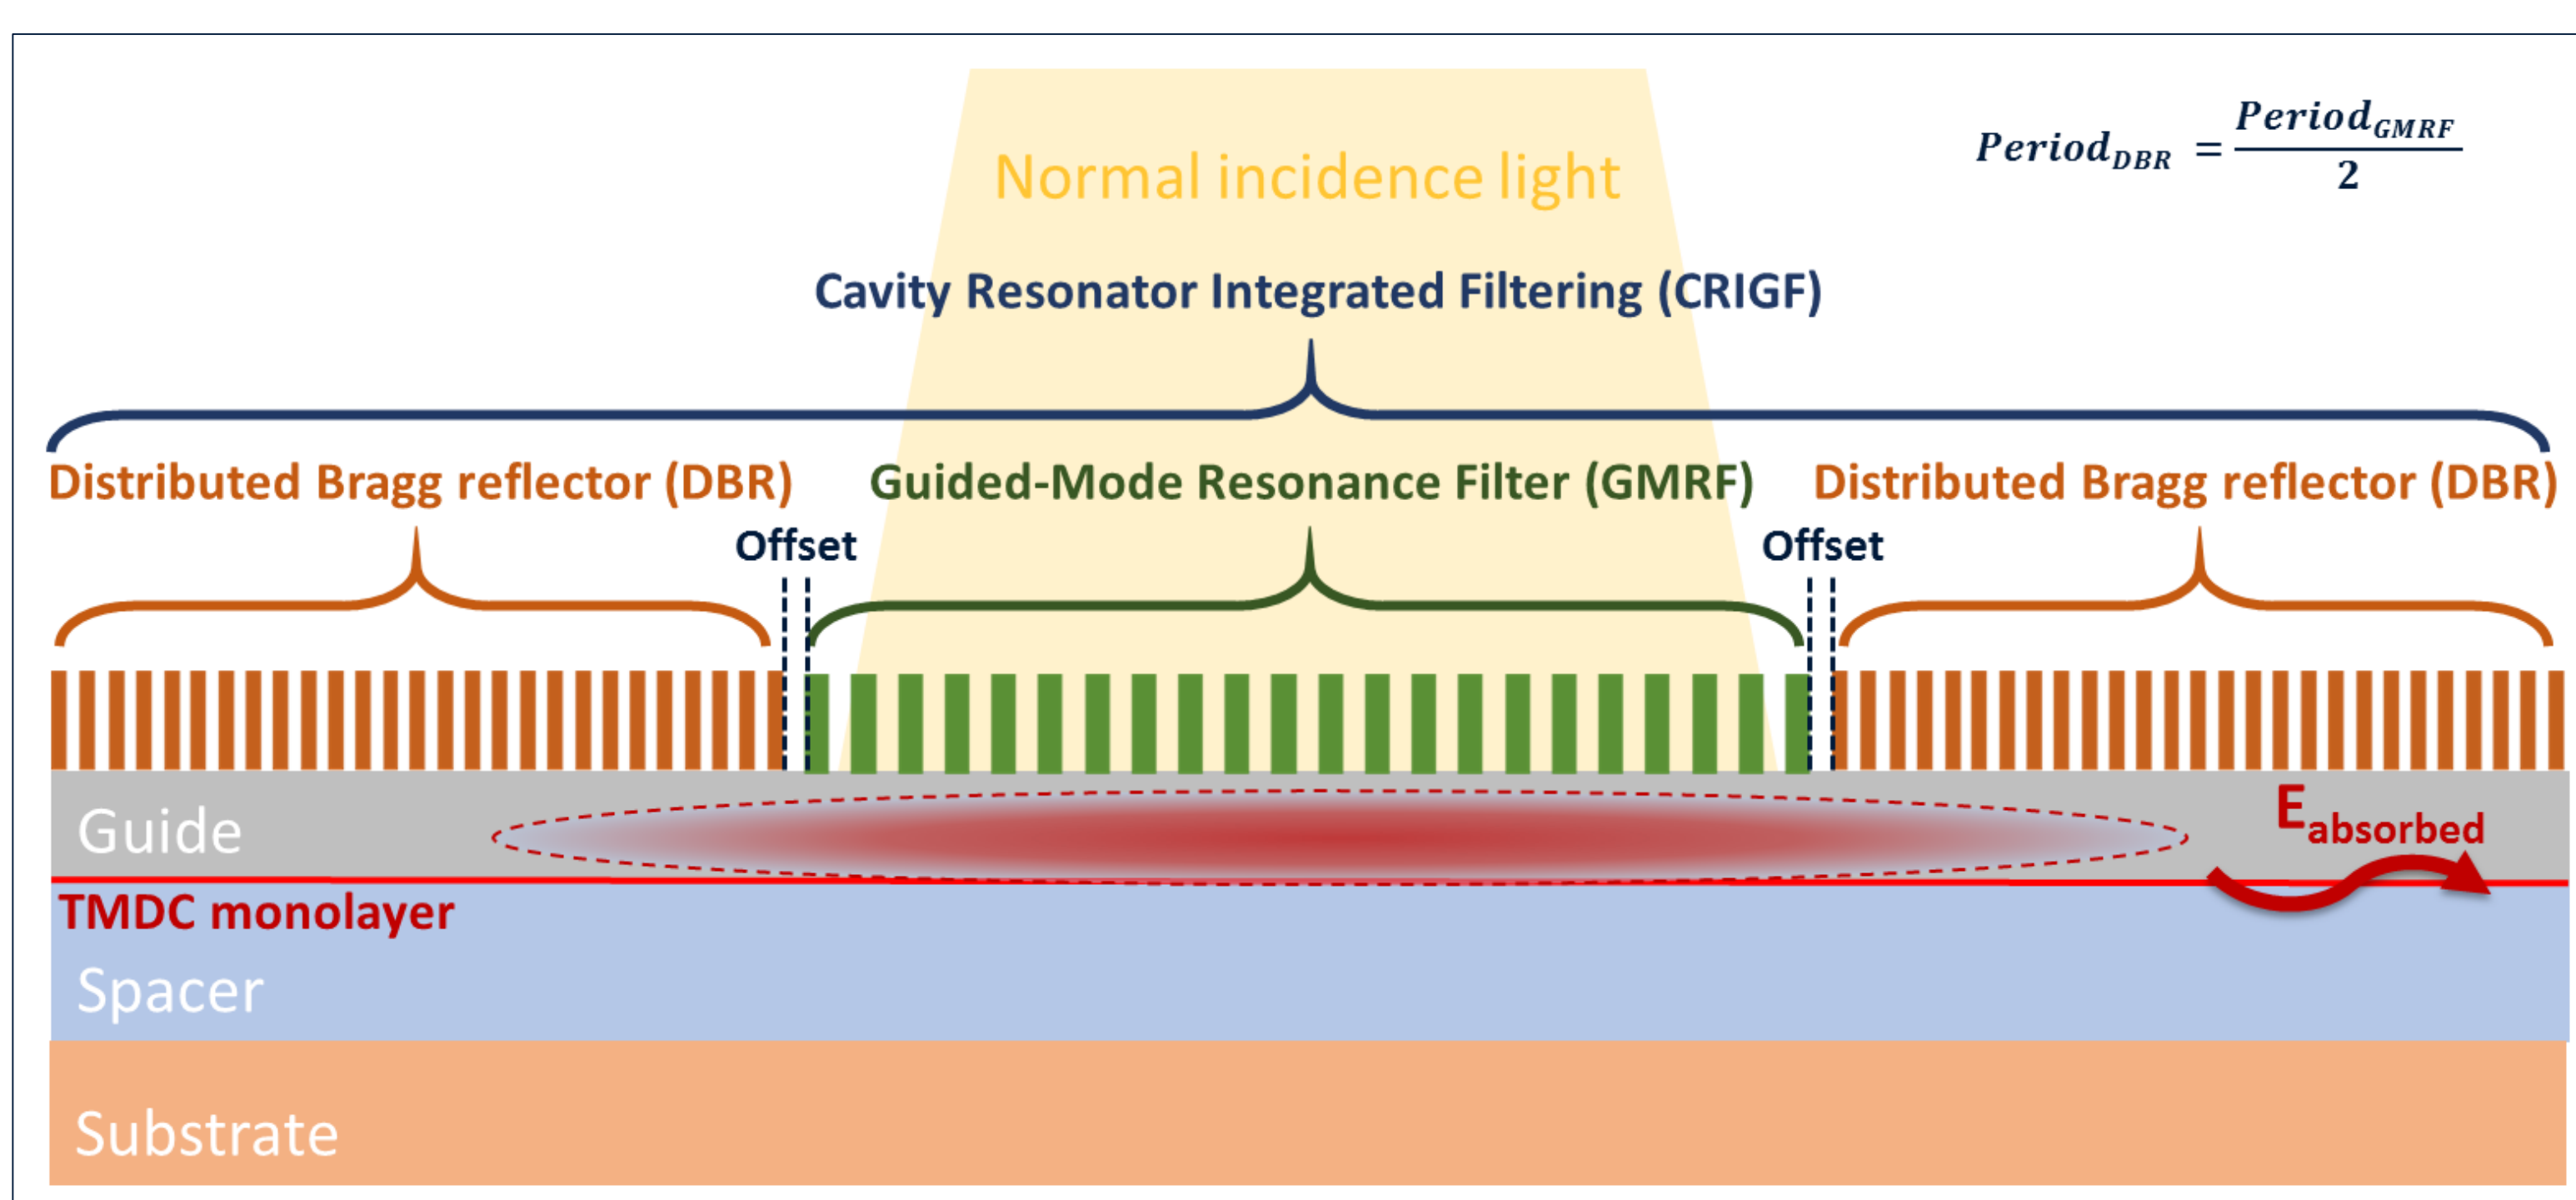 Normal incidence light
Period_DBR = Period_GMRF / 2
Cavity Resonator Integrated Filtering (CRIGF)
Distributed Bragg reflector (DBR)
Guided-Mode Resonance Filter (GMRF)
Distributed Bragg reflector (DBR)
Offset
Offset
Guide
E_absorbed
TMDC monolayer
Spacer
Substrate